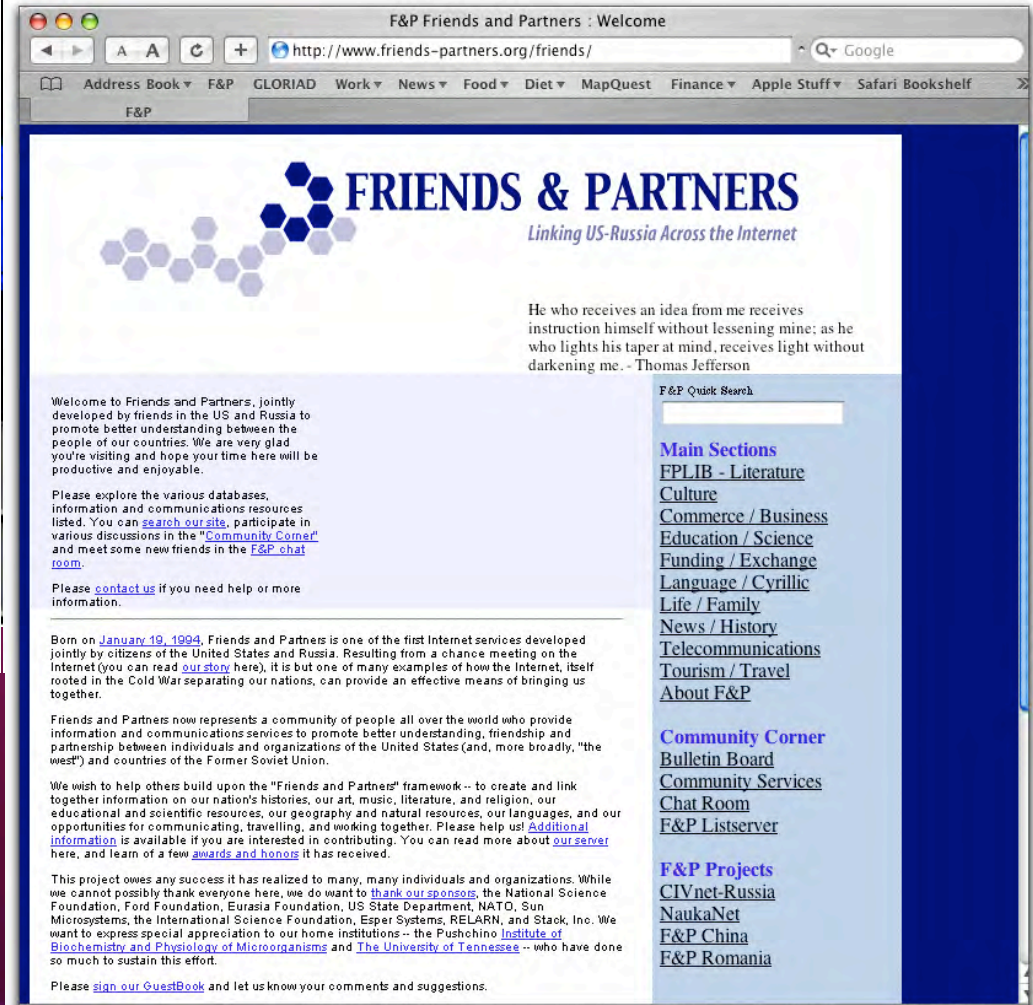 F&P Friends and Partners : Welcome
A A
http://www.friends-partners.org/friends/
Google
Address Book F&P GLORIAD Work News Food Diet MapQuest Finance Apple Stuff Safari Bookshelf
F&P
FRIENDS & PARTNERS
Linking US-Russia Across the Internet
He who receives an idea from me receives
instruction himself without lessening mine; as he
who lights his taper at mind, receives light without
darkening me. - Thomas Jefferson
Welcome to Friends and Partners, jointly
developed by friends in the US and Russia to
promote better understanding between the
people of our countries. We are very glad
you're visiting and hope your time here will be
productive and enjoyable.
Please explore the various databases,
information and communications resources
listed. You can search our site, participate in
various discussions in the "Community Corner"
and meet some new friends in the F&P chat
room.
Please contact us if you need help or more
information.
Born on January 19, 1994, Friends and Partners is one of the first Internet services developed
jointly by citizens of the United States and Russia. Resulting from a chance meeting on the
Internet (you can read our story here), it is but one of many examples of how the Internet, itself
rooted in the Cold War separating our nations, can provide an effective means of bringing us
together.
Friends and Partners now represents a community of people all over the world who provide
information and communications services to promote better understanding, friendship and
partnership between individuals and organizations of the United States (and, more broadly, "the
west") and countries of the Former Soviet Union.
We wish to help others build upon the "Friends and Partners" framework -- to create and link
together information on our nation's histories, our art, music, literature, and religion, our
educational and scientific resources, our geography and natural resources, our languages, and our
opportunities for communicating, travelling, and working together. Please help us! Additional
information is available if you are interested in contributing. You can read more about our server
here, and learn of a few awards and honors it has received.
This project owes any success it has realized to many, many individuals and organizations. While
we cannot possibly thank everyone here, we do want to thank our sponsors, the National Science
Foundation, Ford Foundation, Eurasia Foundation, US State Department, NATO, Sun
Microsystems, the International Science Foundation, Esper Systems, RELARN, and Stack, Inc. We
want to express special appreciation to our home institutions -- the Pushchino Institute of
Biochemistry and Physiology of Microorganisms and The University of Tennessee -- who have done
so much to sustain this effort.
Please sign our GuestBook and let us know your comments and suggestions.
F&P Quick Search
Main Sections
FPLIB - Literature
Culture
Commerce / Business
Education / Science
Funding / Exchange
Language / Cyrillic
Life / Family
News / History
Telecommunications
Tourism / Travel
About F&P
Community Corner
Bulletin Board
Community Services
Chat Room
F&P Listserver
F&P Projects
CIVnet-Russia
NaukaNet
F&P China
F&P Romania